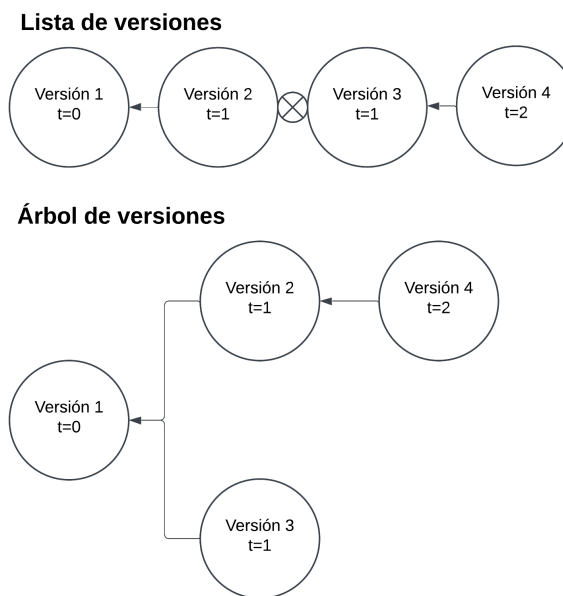 Lista de versiones
Versión 1
t=0
Versión 2
t=1
Versión 3
t=1
Versión 4
t=2
Árbol de versiones
Versión 2
t=1
Versión 4
t=2
Versión 1
t=0
Versión 3
t=1